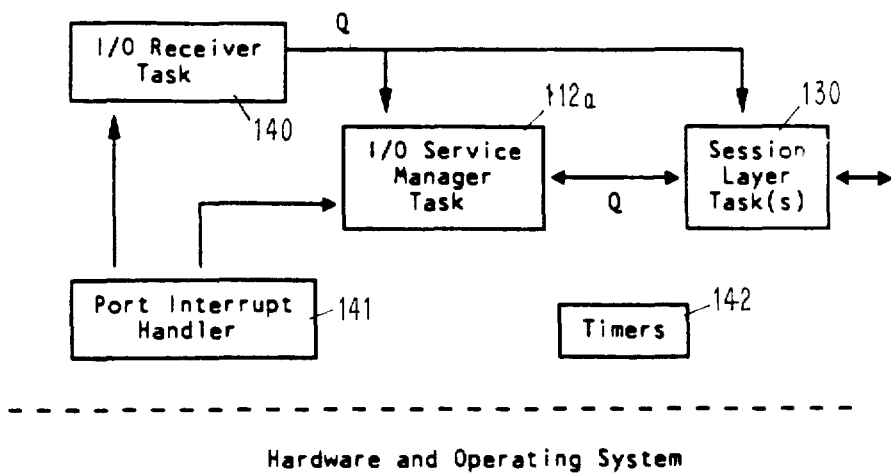 I/O Receiver
Task
140
Q
I/O Service
Manager
Task
112a
Q
Session
Layer
Task(s)
130
Port Interrupt
Handler
141
Timers
142
Hardware and Operating System